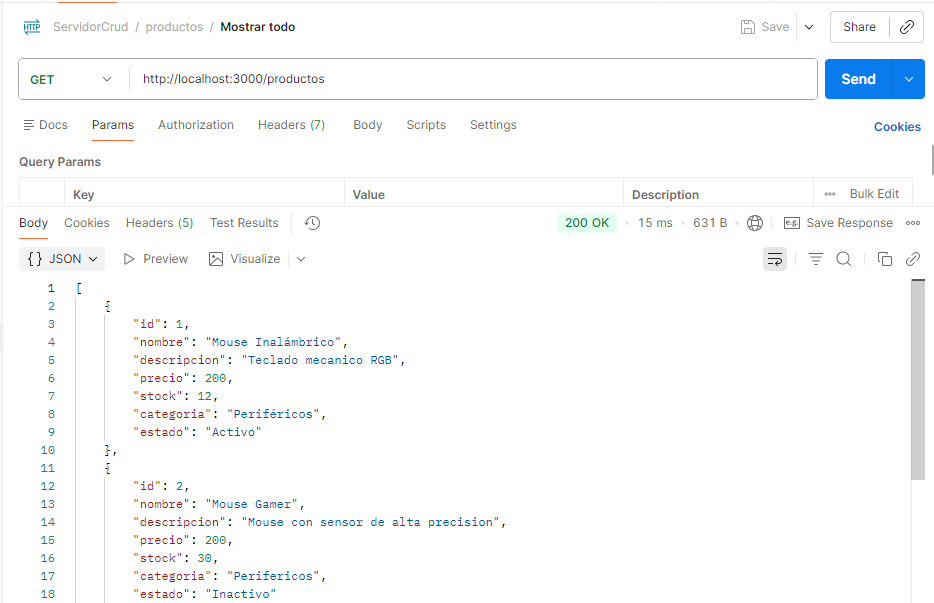 HTTP ServidorCrud / productos / Mostrar todo Save Share
GET http://localhost:3000/productos Send
Docs Params Authorization Headers (7) Body Scripts Settings Cookies
Query Params
Key Value Description Bulk Edit
Body Cookies Headers (5) Test Results 200 OK • 15 ms • 631 B • e.g. Save Response
{} JSON Preview Visualize
1 [
2 {
3 "id": 1,
4 "nombre": "Mouse Inalámbrico",
5 "descripcion": "Teclado mecanico RGB",
6 "precio": 200,
7 "stock": 12,
8 "categoria": "Periféricos",
9 "estado": "Activo"
10 },
11 {
12 "id": 2,
13 "nombre": "Mouse Gamer",
14 "descripcion": "Mouse con sensor de alta precision",
15 "precio": 200,
16 "stock": 30,
17 "categoria": "Perifericos",
18 "estado": "Inactivo"